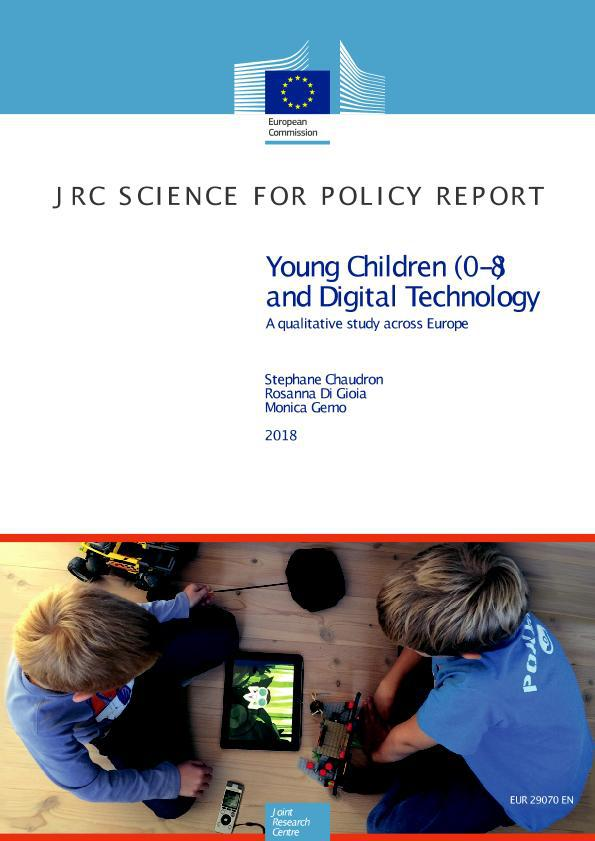 European
Commission
JRC SCIENCE FOR POLICY REPORT
Young Children (0-8)
and Digital Technology
A qualitative study across Europe
Stephane Chaudron
Rosanna Di Gioia
Monica Gemo
2018
EUR 29070 EN
Joint
Research
Centre